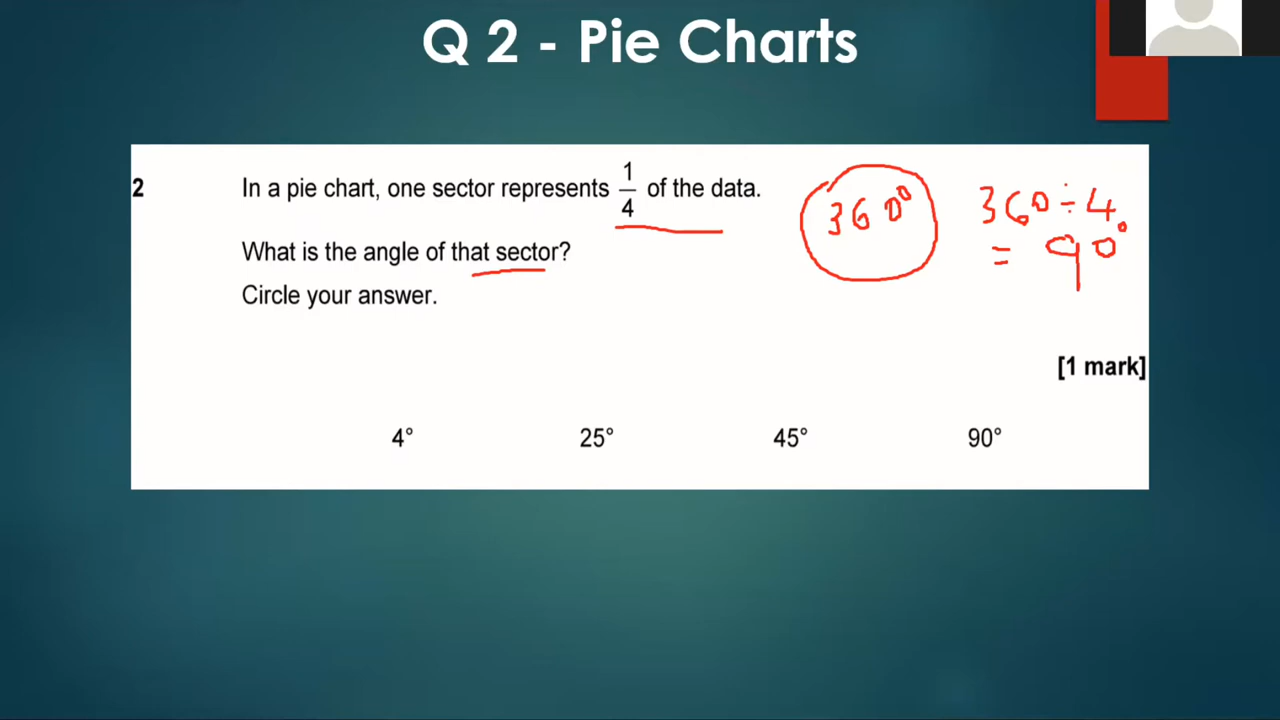 Q 2 - Pie Charts
2 In a pie chart, one sector represents 1/4 of the data.
360°
360÷4
= 90°
What is the angle of that sector?
Circle your answer.
[1 mark]
4° 25° 45° 90°